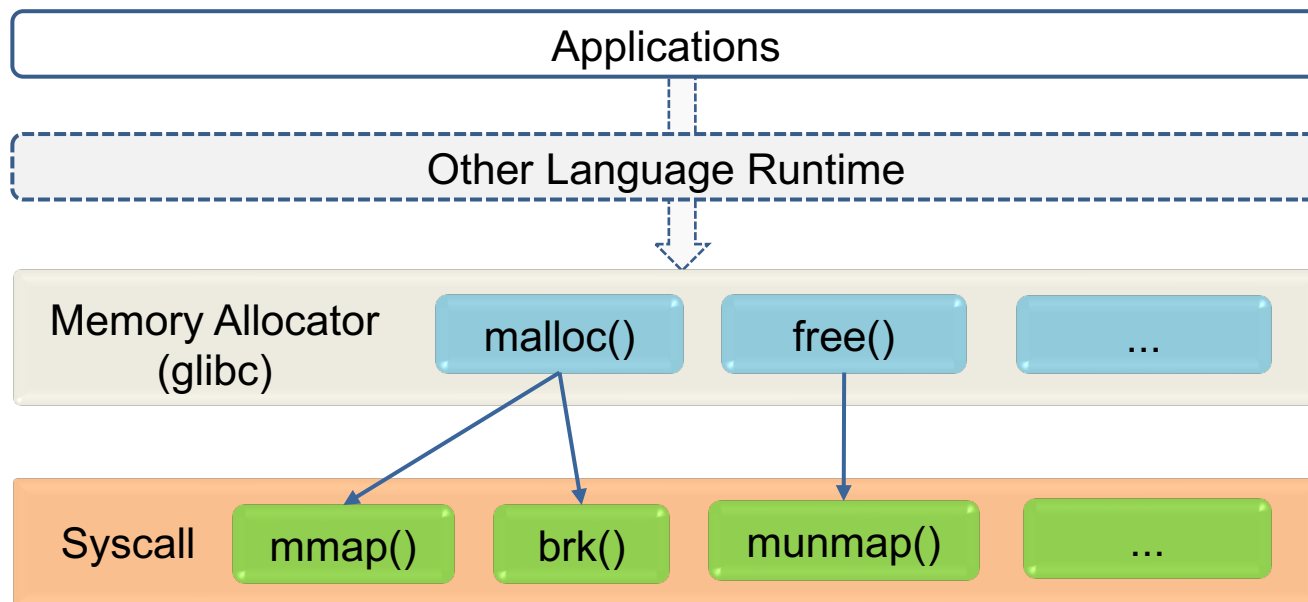 Applications
Other Language Runtime
Memory Allocator
(glibc)
malloc()
free()
...
Syscall
mmap()
brk()
munmap()
...